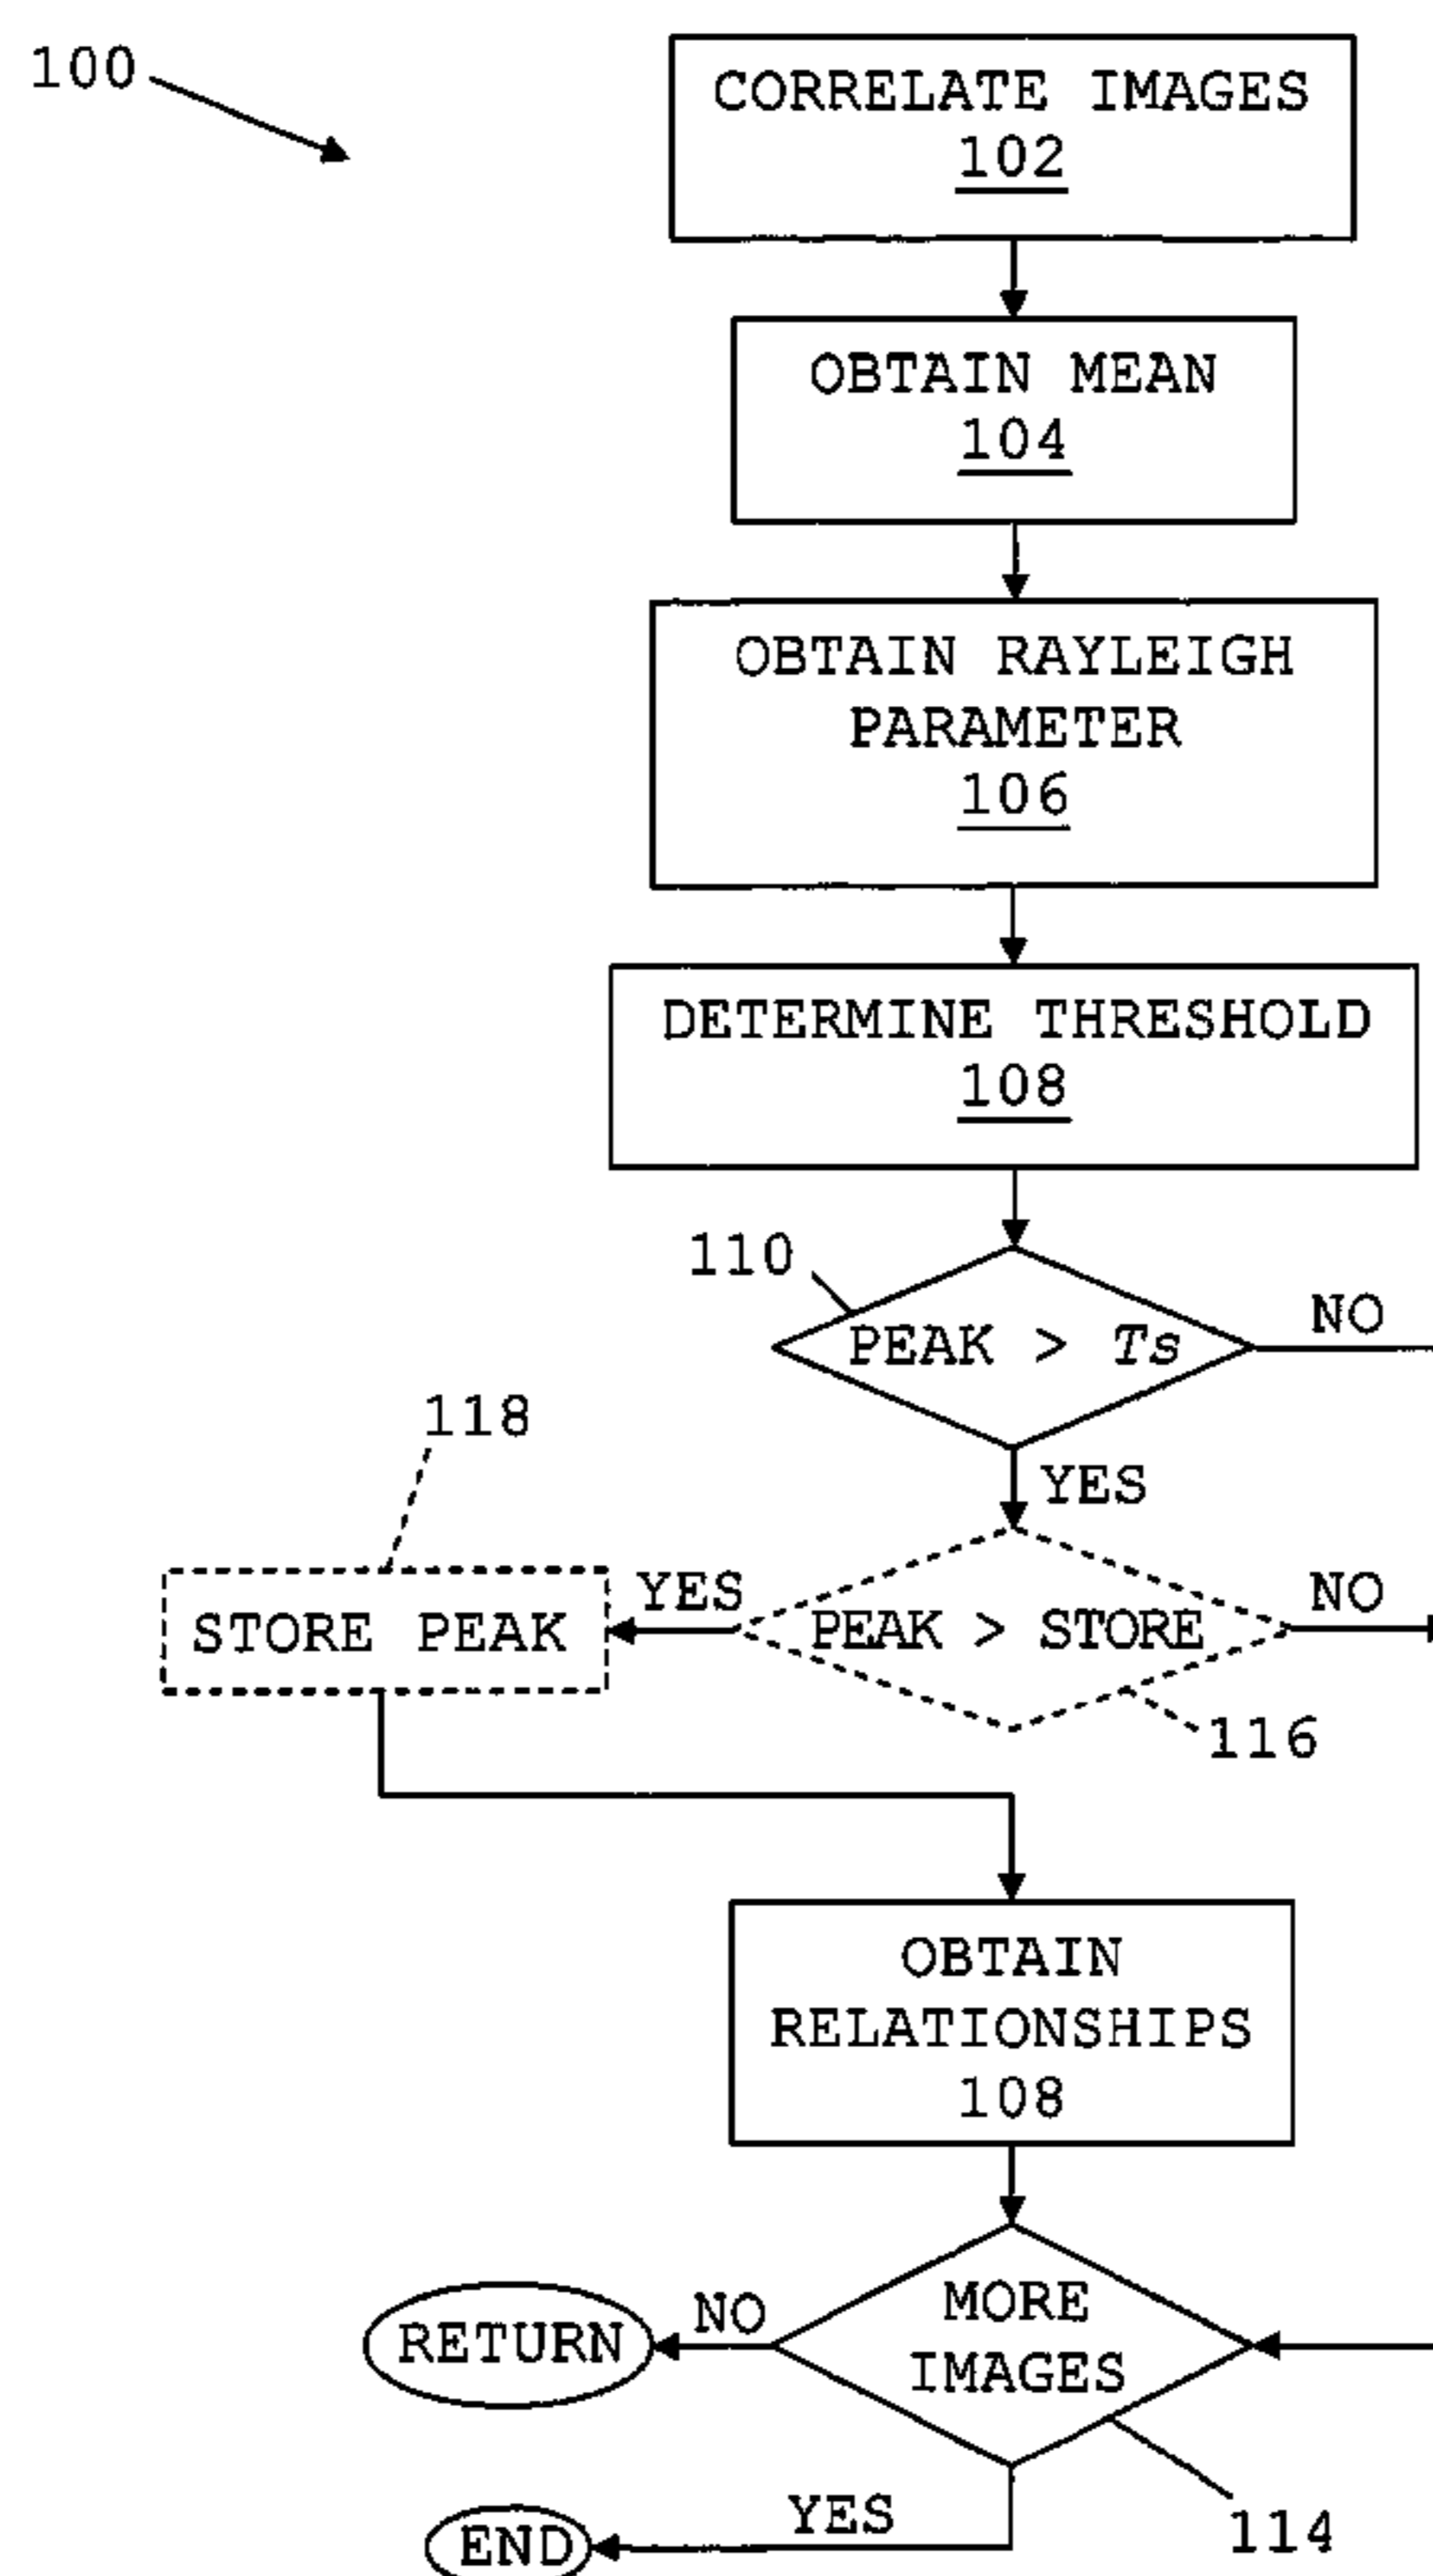 100
CORRELATE IMAGES
102
OBTAIN MEAN
104
OBTAIN RAYLEIGH
PARAMETER
106
DETERMINE THRESHOLD
108
110
PEAK > Ts
NO
YES
118
STORE PEAK
YES
PEAK > STORE
NO
116
OBTAIN
RELATIONSHIPS
108
MORE
IMAGES
NO
RETURN
YES
END
114